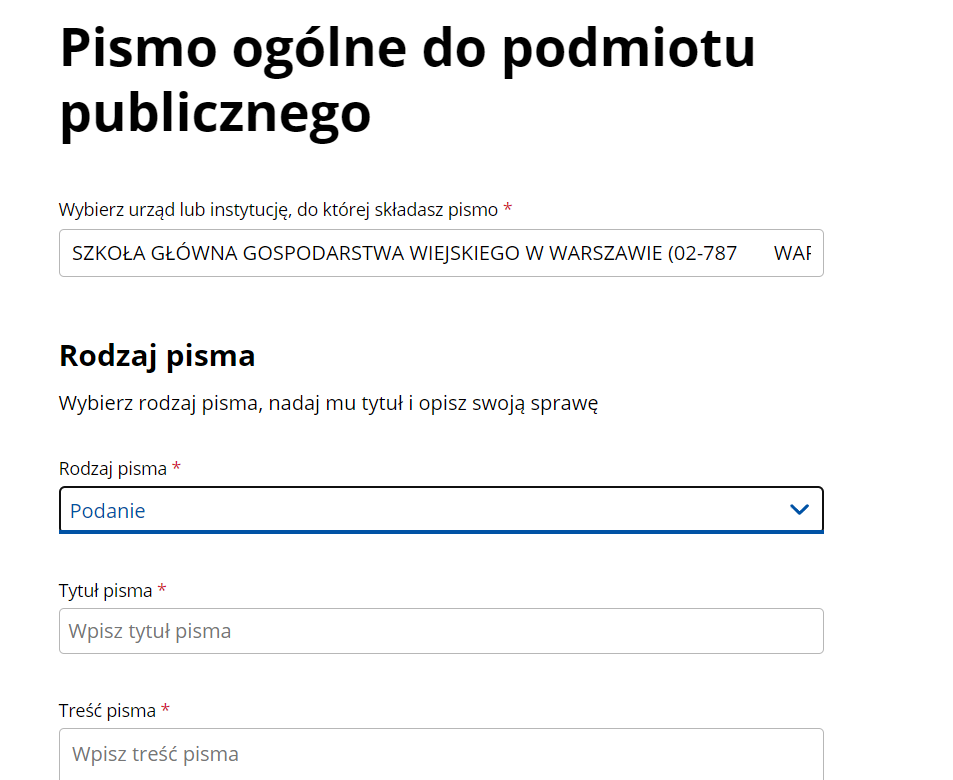 Pismo ogólne do podmiotu
publicznego
Wybierz urząd lub instytucję, do której składasz pismo *
SZKOŁA GŁÓWNA GOSPODARSTWA WIEJSKIEGO W WARSZAWIE (02-787 WAR
Rodzaj pisma
Wybierz rodzaj pisma, nadaj mu tytuł i opisz swoją sprawę
Rodzaj pisma *
Podanie
Tytuł pisma *
Wpisz tytuł pisma
Treść pisma *
Wpisz treść pisma